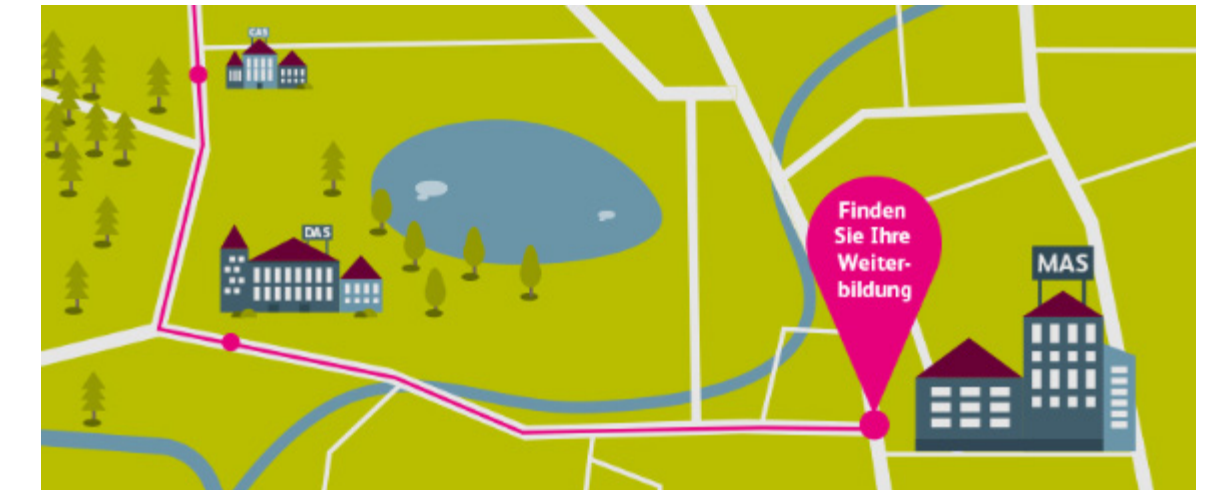 CAS
DAS
Finden
Sie Ihre
Weiter-
bildung
MAS